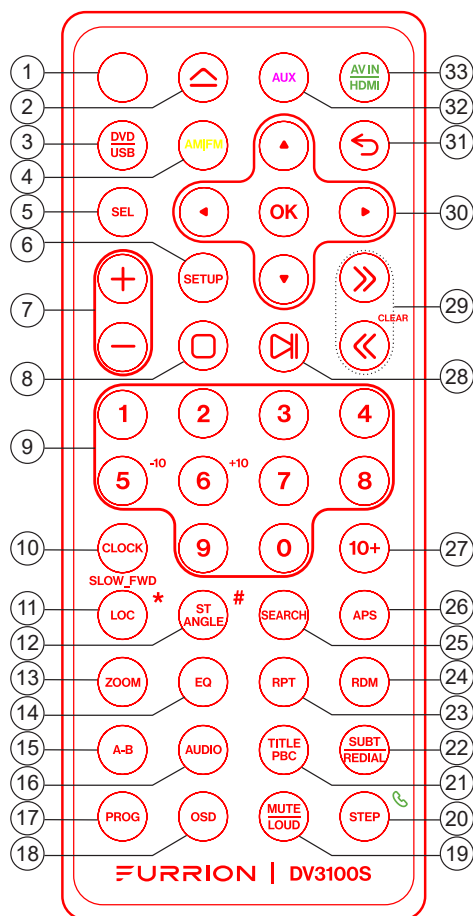 1
2
AUX
AV IN
HDMI
33
32
3
DVD
USB
AM|FM
31
4
5
SEL
OK
30
6
SETUP
7
+
−
CLEAR
29
8
28
1 2 3 4
9
5 -10 6 +10 7 8
10
CLOCK
9 0 10+
27
SLOW_FWD
11
LOC
*
ST
ANGLE
#
SEARCH
APS
26
12
25
13
ZOOM
EQ
RPT
RDM
24
14
23
15
A-B
AUDIO
TITLE
PBC
SUBT
REDIAL
22
16
21
17
PROG
OSD
MUTE
LOUD
STEP
20
18
19
FURRION | DV3100S